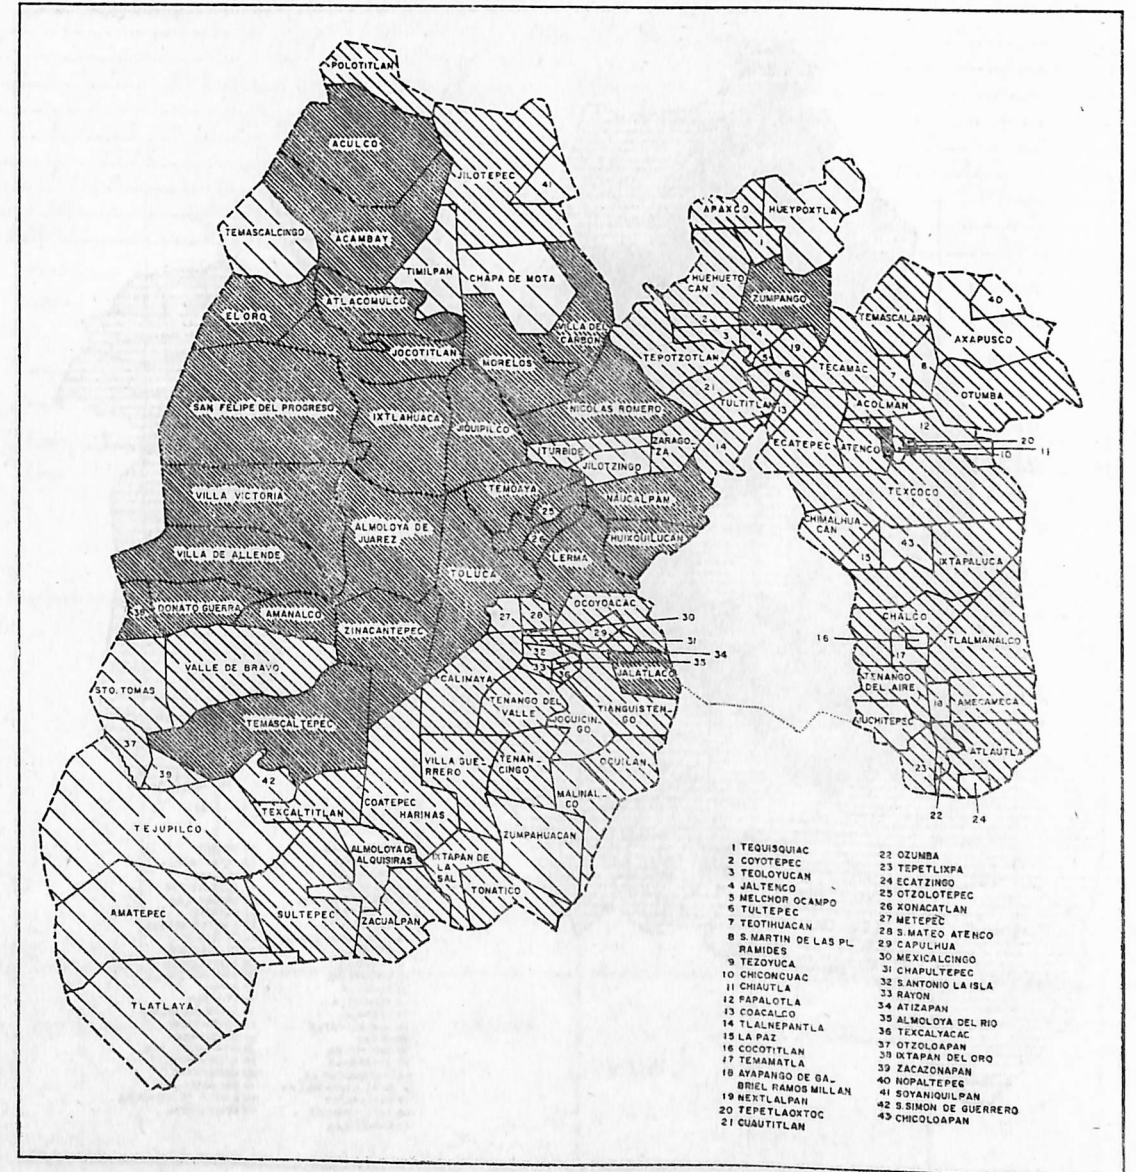 POLOTITLAN
ACULCO
JILOTEPEC
41
TEMASCALCINGO
ACAMBAY
TIMILPAN
CHAPA DE MOTA
APAXCO
HUEYPOXTLA
1
HUEHUETO
CAN
ZUMPANGO
ATLACOMULCO
EL ORO
JOCOTITLAN
MORELOS
VILLA DEL
CARBON
2
3
4
5
19
6
TEPOTZOTLAN
TEMASCALAPA
40
AXAPUSCO
TECAMAC
7
8
OTUMBA
SAN FELIPE DEL PROGRESO
IXTLAHUACA
JIQUIPILCO
NICOLAS ROMERO
21
TULTITLAN
13
ACOLMAN
12
ITURBIDE
ZARAGO-
ZA
14
ECATEPEC
ATENCO
20
10
11
JILOTZINGO
VILLA VICTORIA
TEMOAYA
NAUCALPAN
TEXCOCO
25
ALMOLOYA DE
JUAREZ
26
HUIXQUILUCAN
CHIMALHUA-
CAN
43
15
IXTAPALUCA
VILLA DE ALLENDE
LERMA
TOLUCA
38
DONATO GUERRA
AMANALCO
ZINACANTEPEC
27
28
OCOYOACAC
29
30
31
32
34
33
35
36
CHALCO
16
17
TLALMANALCO
VALLE DE BRAVO
STO. TOMAS
CALIMAYA
JALATLACO
TENANGO
DEL AIRE
18
AMECAMECA
TEMASCALTEPEC
TENANGO DEL
VALLE
JOQUICIN-
GO
TIANGUISTEN-
GO
JUCHITEPEC
37
39
42
VILLA GUE-
RRERO
TENAN-
CINGO
OCUILAN
23
ATLAUTLA
TEXCALTITLAN
COATEPEC
HARINAS
MALINAL-
CO
22
24
TEJUPILCO
ALMOLOYA DE
ALQUISIRAS
IXTAPAN DE
LA
SAL
ZUMPAHUACAN
TONATICO
AMATEPEC
SULTEPEC
ZACUALPAN
TLATLAYA
1 TEQUISQUIAC
2 COYOTEPEC
3 TEOLOYUCAN
4 JALTENCO
5 MELCHOR OCAMPO
6 TULTEPEC
7 TEOTIHUACAN
8 S.MARTIN DE LAS PI_
RAMIDES
9 TEZOYUCA
10 CHICONCUAC
11 CHIAUTLA
12 PAPALOTLA
13 COACALCO
14 TLALNEPANTLA
15 LA PAZ
16 COCOTITLAN
17 TEMAMATLA
18 AYAPANGO DE GA_
BRIEL RAMOS MILLAN
19 NEXTLALPAN
20 TEPETLAOXTOC
21 CUAUTITLAN
22 OZUMBA
23 TEPETLIXPA
24 ECATZINGO
25 OTZOLOTEPEC
26 XONACATLAN
27 METEPEC
28 S.MATEO ATENCO
29 CAPULHUA
30 MEXICALCINGO
31 CHAPULTEPEC
32 S.ANTONIO LA ISLA
33 RAYON
34 ATIZAPAN
35 ALMOLOYA DEL RIO
36 TEXCALYACAC
37 OTZOLOAPAN
38 IXTAPAN DEL ORO
39 ZACAZONAPAN
40 NOPALTEPEC
41 SOYANIQUILPAN
42 S.SIMON DE GUERRERO
43 CHICOLOAPAN